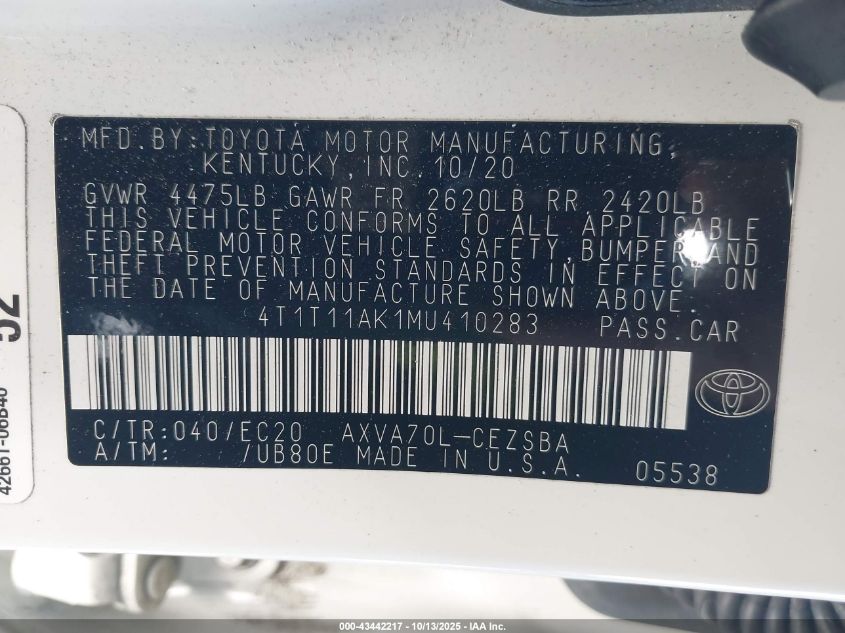 MFD.BY:TOYOTA MOTOR MANUFACTURING,
KENTUCKY,INC. 10/20
GVWR 4475LB GAWR FR 2620LB RR 2420LB
THIS VEHICLE CONFORMS TO ALL APPLICABLE
FEDERAL MOTOR VEHICLE SAFETY,BUMPER,AND
THEFT PREVENTION STANDARDS IN EFFECT ON
THE DATE OF MANUFACTURE SHOWN ABOVE.
4T1T11AK1MU410283 PASS.CAR
C/TR:040/EC20 AXVA70L-CEZSBA
A/TM: /UB80E MADE IN U.S.A. 05538
52
42661-06B40
000-43442217 - 10/13/2025 - IAA Inc.